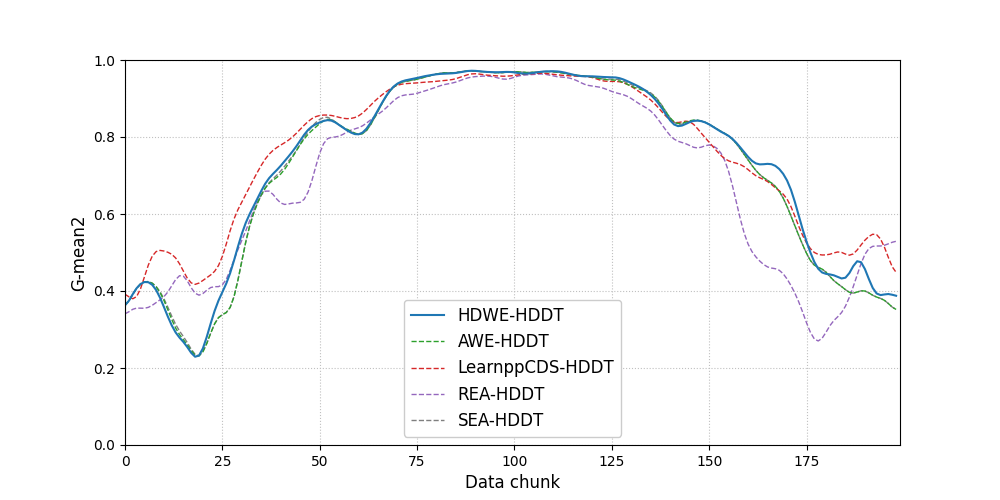 1.0
0.8
0.6
0.4
0.2
0.0
G-mean2
0 25 50 75 100 125 150 175
Data chunk
HDWE-HDDT
AWE-HDDT
LearnppCDS-HDDT
REA-HDDT
SEA-HDDT